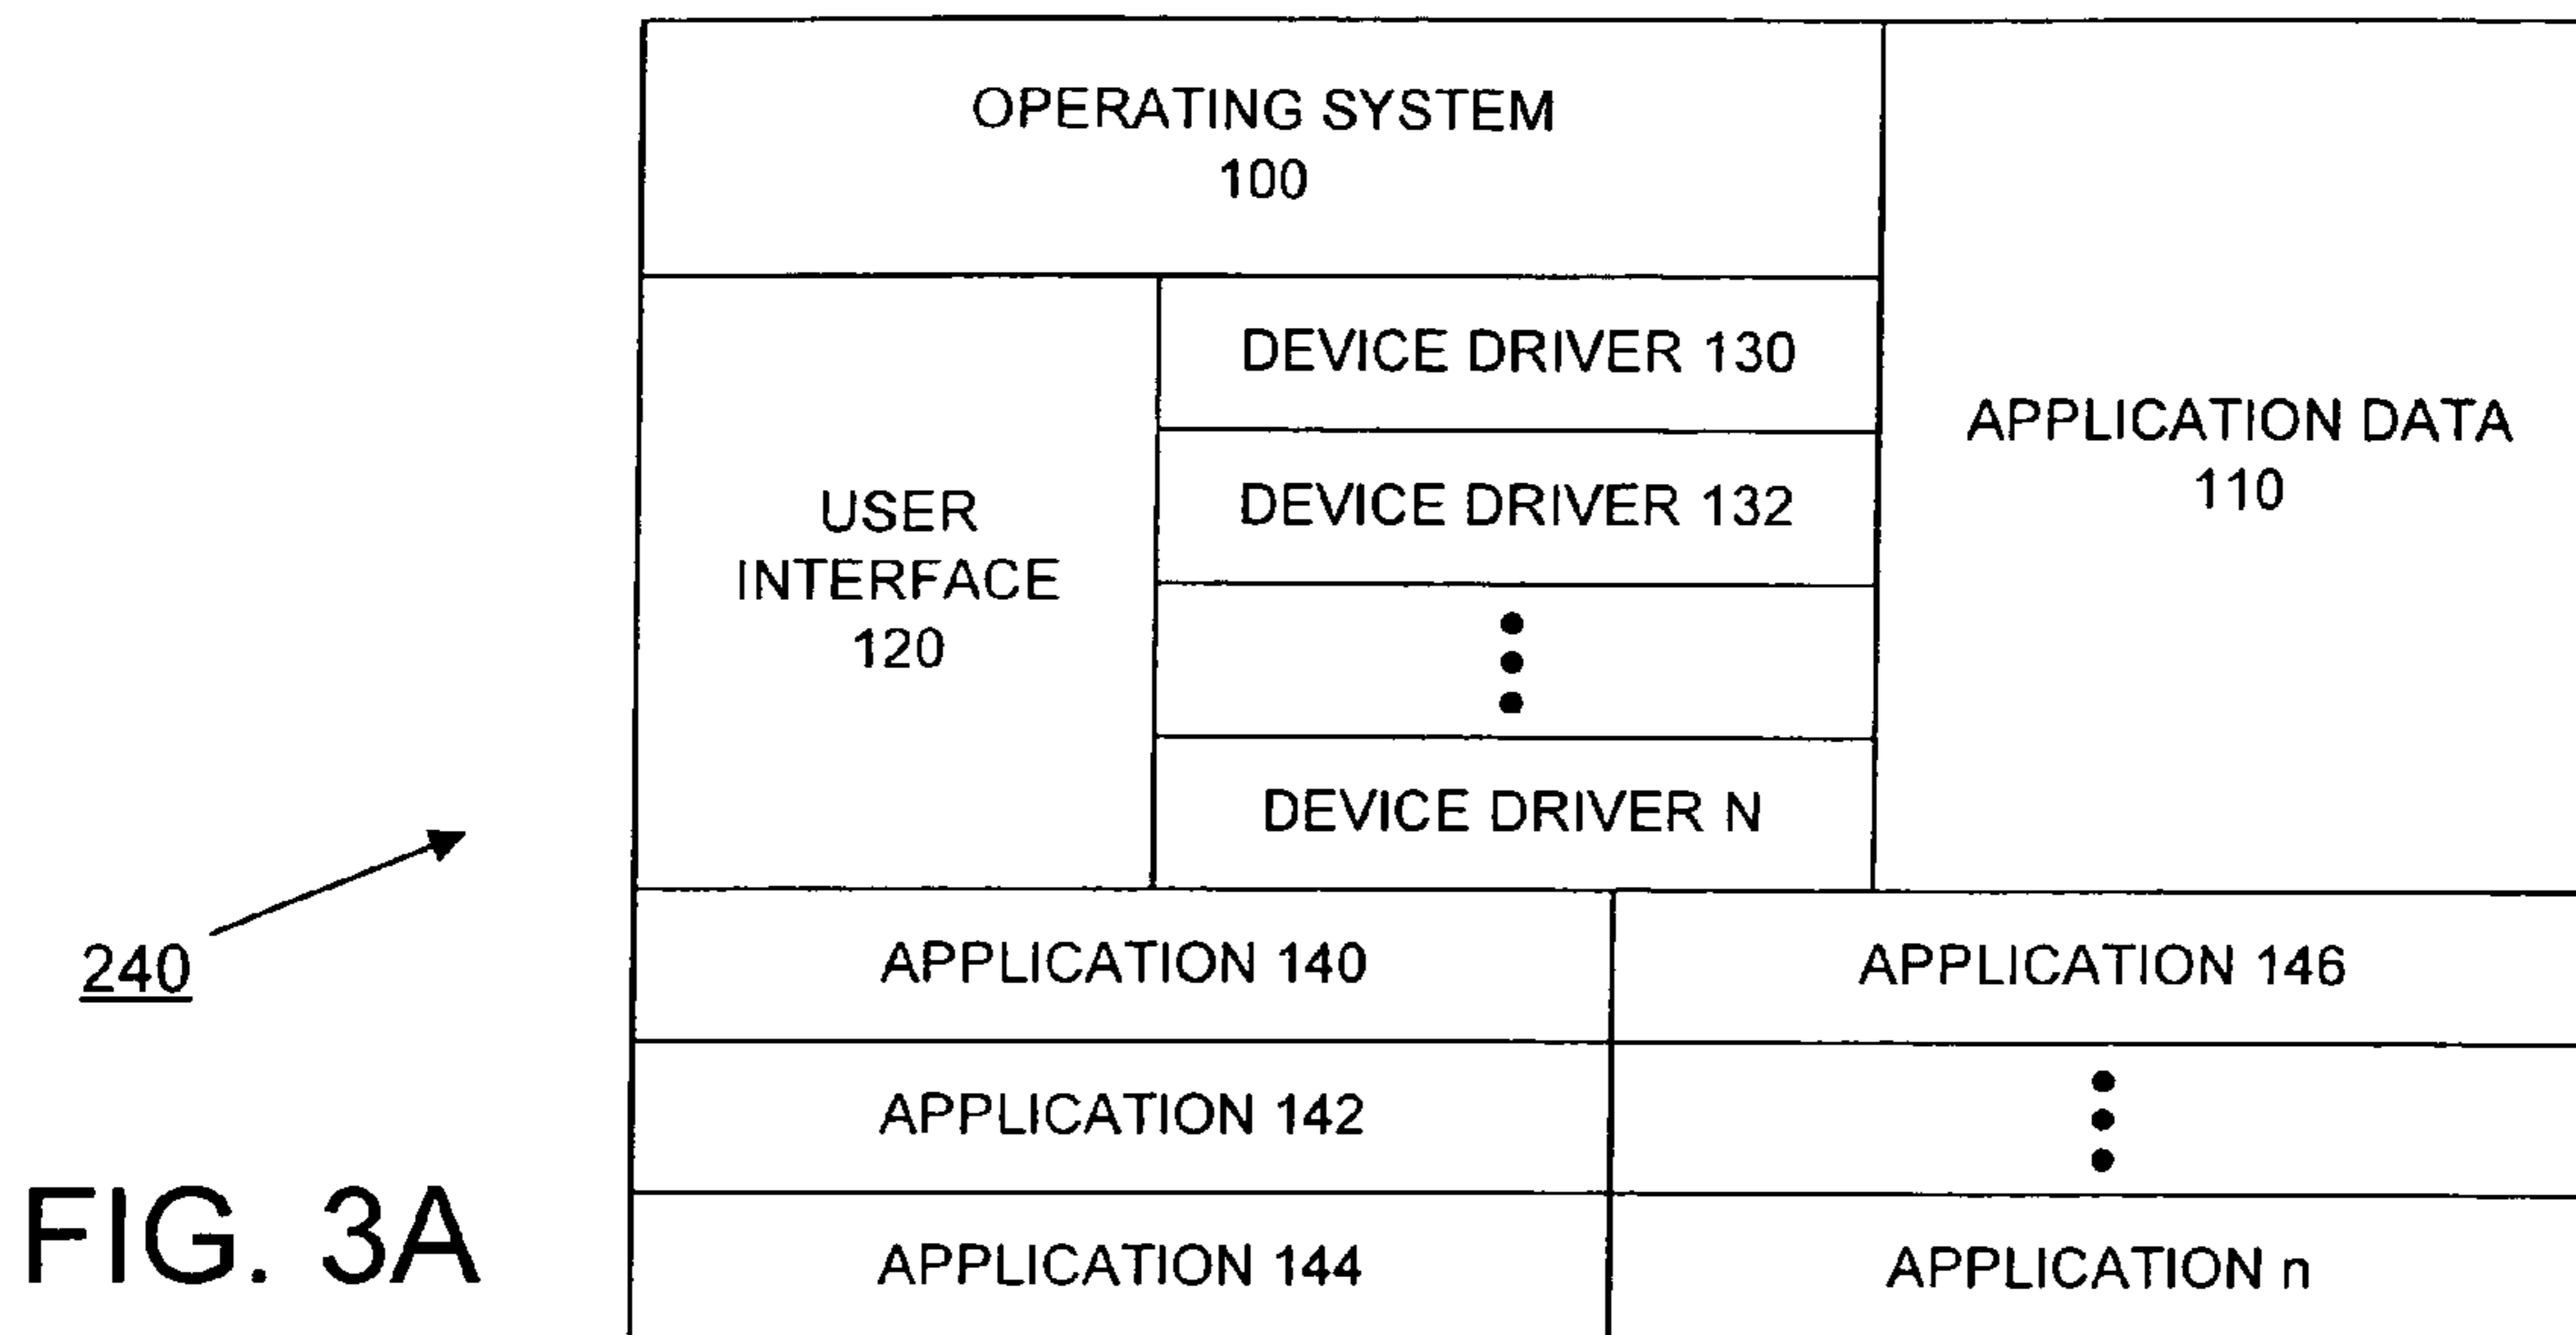 OPERATING SYSTEM
100
DEVICE DRIVER 130
DEVICE DRIVER 132
DEVICE DRIVER N
USER
INTERFACE
120
APPLICATION DATA
110
APPLICATION 140
APPLICATION 146
APPLICATION 142
APPLICATION 144
APPLICATION n
240
FIG. 3A